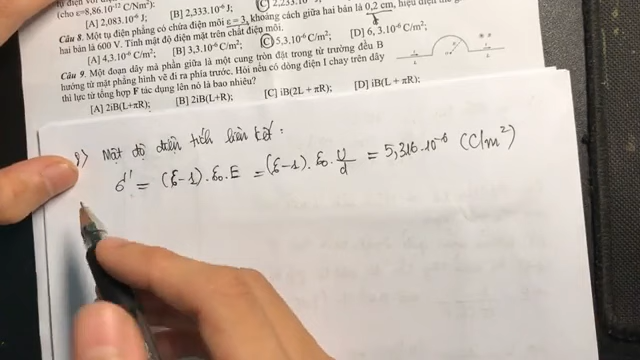 (cho ε=8,86.10⁻¹² C/Nm²):
[A] 2,083.10⁻⁶ J; [B] 2,333.10⁻⁶ J; [C] 2,233.10
Câu 8. Một tụ điện phẳng có chứa điện môi ε = 3, khoảng cách giữa hai bản là 0,2 cm, hiệu điện
hai bản là 600 V. Tính mật độ điện mặt trên chất điện môi.
[A] 4,3.10⁻⁶ C/m²; [B] 3,3.10⁻⁶ C/m²; [C] 5,3.10⁻⁶ C/m²; [D] 6,3.10⁻⁶ C/m²;
Câu 9. Một đoạn dây mà phần giữa là một cung tròn đặt trong từ trường đều B
hướng từ mặt phẳng hình vẽ đi ra phía trước. Hỏi nếu có dòng điện I chạy trên dây
thì lực từ tổng hợp F tác dụng lên nó là bao nhiêu?
[A] 2iB(L+πR); [B] 2iB(L+R); [C] iB(2L + πR); [D] iB(L + πR);
8) Mật độ điện tích liên kết:
σ' = (ε-1).ε₀.E = (ε-1).ε₀.U/d = 5,316.10⁻⁶ (C/m²)